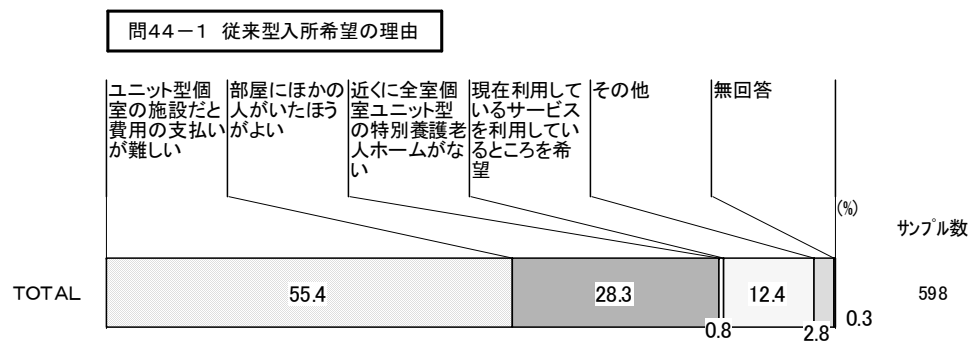 問44－1 従来型入所希望の理由
ユニット型個
室の施設だと
費用の支払い
が難しい
部屋にほかの
人がいたほう
がよい
近くに全室個
室ユニット型
の特別養護老
人ホームがな
い
現在利用して
いるサービス
を利用してい
るところを希
望
その他
無回答
(%)
サンプル数
TOTAL
55.4
28.3
0.8
12.4
2.8
0.3
598